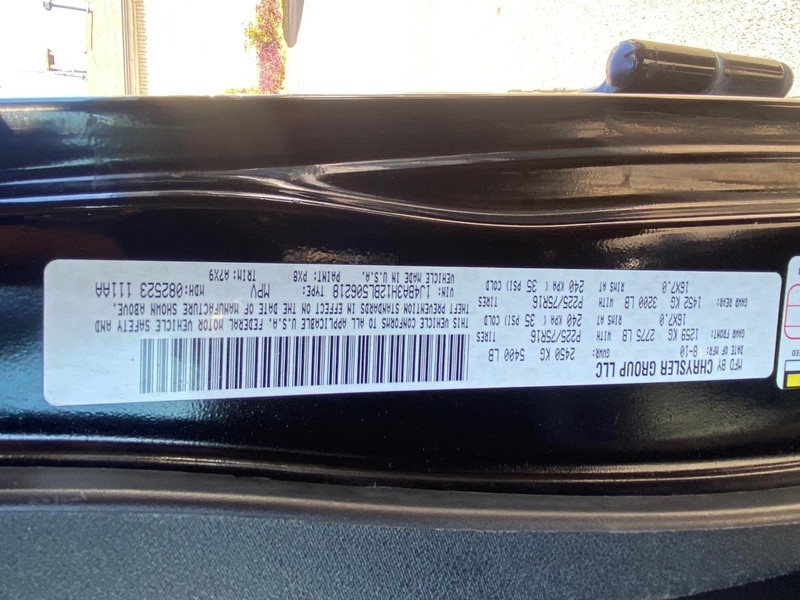 MFD BY CHRYSLER GROUP LLC
DATE OF MFR: 8-10 GVWR: 2450 KG 5400 LB
GAWR FRONT: 1259 KG 2775 LB WITH P225/75R16 TIRES
16X7.0 RIMS AT 240 KPA ( 35 PSI) COLD
GAWR REAR: 1452 KG 3200 LB WITH P225/75R16 TIRES
16X7.0 RIMS AT 240 KPA ( 35 PSI) COLD
THIS VEHICLE CONFORMS TO ALL APPLICABLE U.S.A. FEDERAL MOTOR VEHICLE SAFETY AND
THEFT PREVENTION STANDARDS IN EFFECT ON THE DATE OF MANUFACTURE SHOWN ABOVE.
VIN: 1J4BA3H12BL506218 TYPE: MPV MDH: 082523 111AA
VEHICLE MADE IN U.S.A. PAINT: PX8 TRIM: A7X9